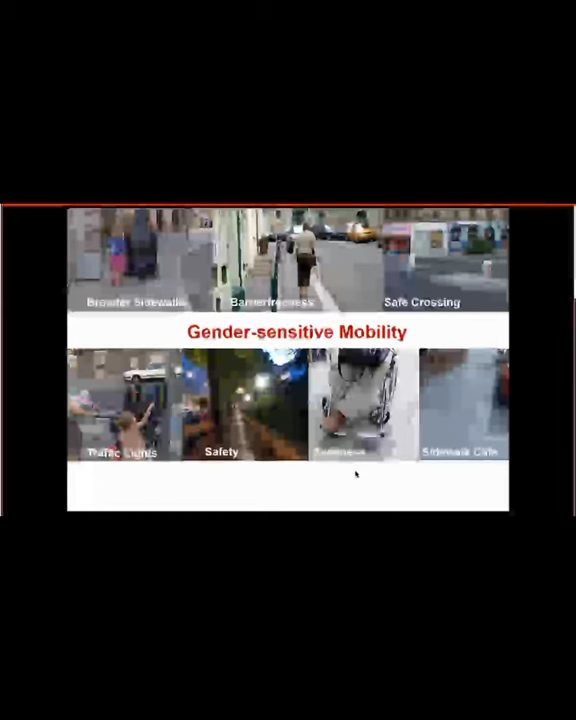 Broader Sidewalks
Barrierfreeness
Safe Crossing
Gender-sensitive Mobility
Traffic Lights
Safety
Sidewalk Cafe